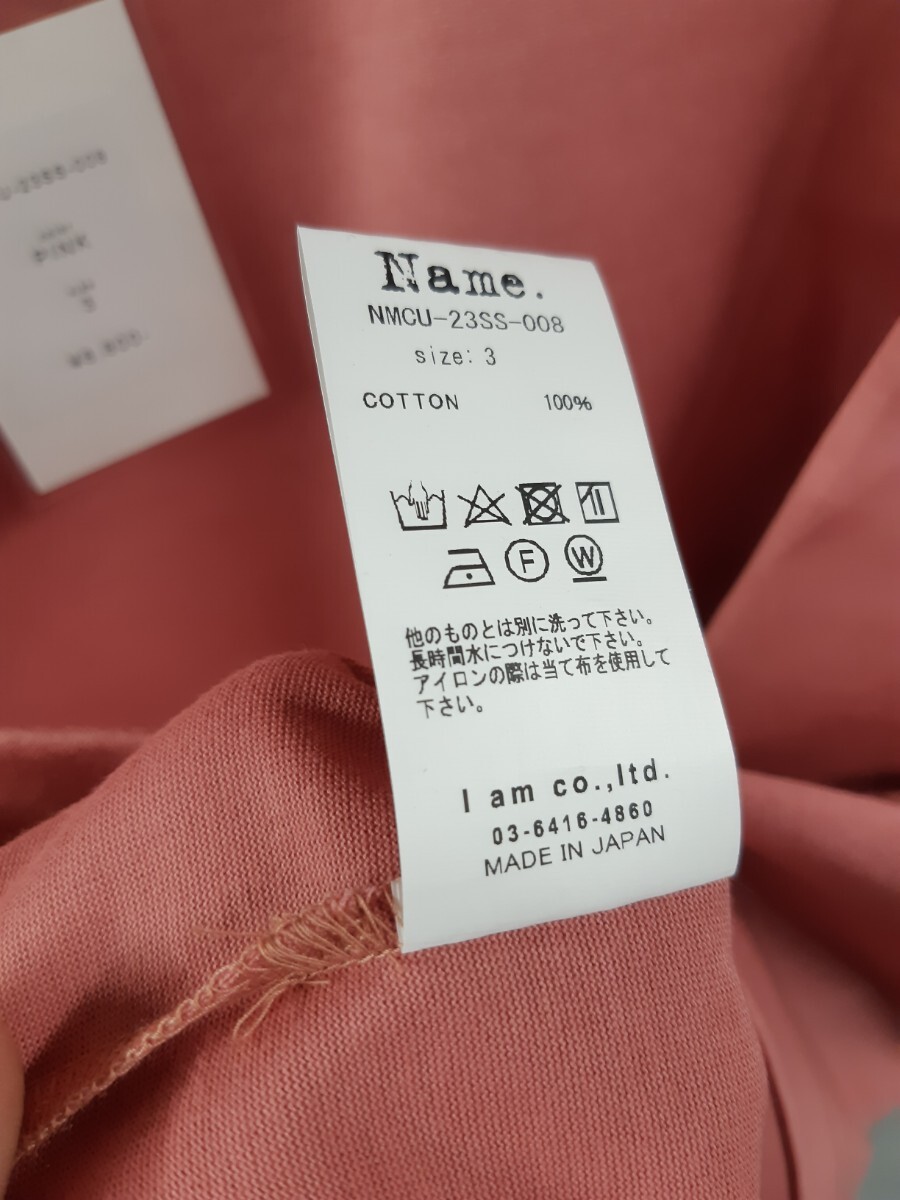 U-23SS-008
PINK
3
Name.
NMCU-23SS-008
size: 3
COTTON 100%
F W
他のものとは別に洗って下さい。
長時間水につけないで下さい。
アイロンの際は当て布を使用して
下さい。
I am co.,ltd.
03-6416-4860
MADE IN JAPAN